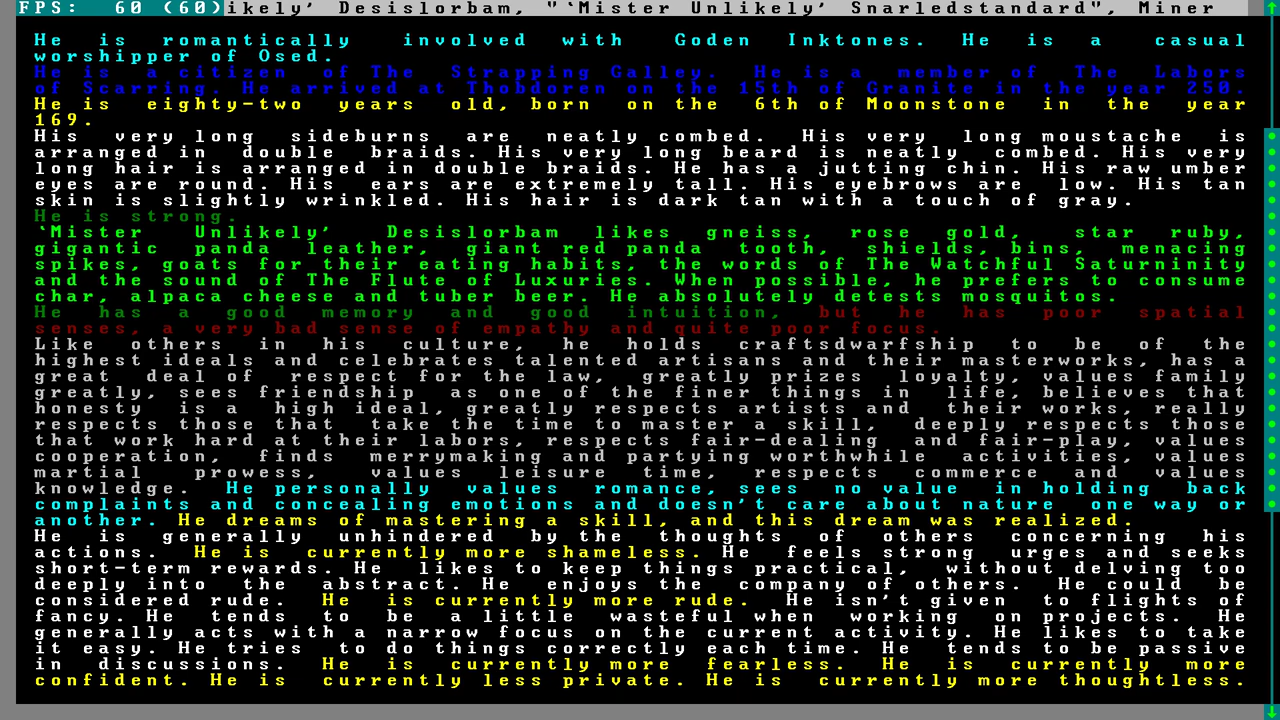 FPS: 60 (60)ikely' Desislorbam, "`Mister Unlikely' Snarledstandard", Miner
He is romantically involved with Goden Inktones. He is a casual
worshipper of Osed.
He is a citizen of The Strapping Galley. He is a member of The Labors
of Scarring. He arrived at Thobdoren on the 15th of Granite in the year 250.
He is eighty-two years old, born on the 6th of Moonstone in the year
169.
His very long sideburns are neatly combed. His very long moustache is
arranged in double braids. His very long beard is neatly combed. His very
long hair is arranged in double braids. He has a jutting chin. His raw umber
eyes are round. His ears are extremely tall. His eyebrows are low. His tan
skin is slightly wrinkled. His hair is dark tan with a touch of gray.
He is strong.
`Mister Unlikely' Desislorbam likes gneiss, rose gold, star ruby,
gigantic panda leather, giant red panda tooth, shields, bins, menacing
spikes, goats for their eating habits, the words of The Watchful Saturninity
and the sound of The Flute of Luxuries. When possible, he prefers to consume
char, alpaca cheese and tuber beer. He absolutely detests mosquitos.
He has a good memory and good intuition, but he has poor spatial
senses, a very bad sense of empathy and quite poor focus.
Like others in his culture, he holds craftsdwarfship to be of the
highest ideals and celebrates talented artisans and their masterworks, has a
great deal of respect for the law, greatly prizes loyalty, values family
greatly, sees friendship as one of the finer things in life, believes that
honesty is a high ideal, greatly respects artists and their works, really
respects those that take the time to master a skill, deeply respects those
that work hard at their labors, respects fair-dealing and fair-play, values
cooperation, finds merrymaking and partying worthwhile activities, values
martial prowess, values leisure time, respects commerce and values
knowledge. He personally values romance, sees no value in holding back
complaints and concealing emotions and doesn't care about nature one way or
another. He dreams of mastering a skill, and this dream was realized.
He is generally unhindered by the thoughts of others concerning his
actions. He is currently more shameless. He feels strong urges and seeks
short-term rewards. He likes to keep things practical, without delving too
deeply into the abstract. He enjoys the company of others. He could be
considered rude. He is currently more rude. He isn't given to flights of
fancy. He tends to be a little wasteful when working on projects. He
generally acts with a narrow focus on the current activity. He likes to take
it easy. He tries to do things correctly each time. He tends to be passive
in discussions. He is currently more fearless. He is currently more
confident. He is currently less private. He is currently more thoughtless.